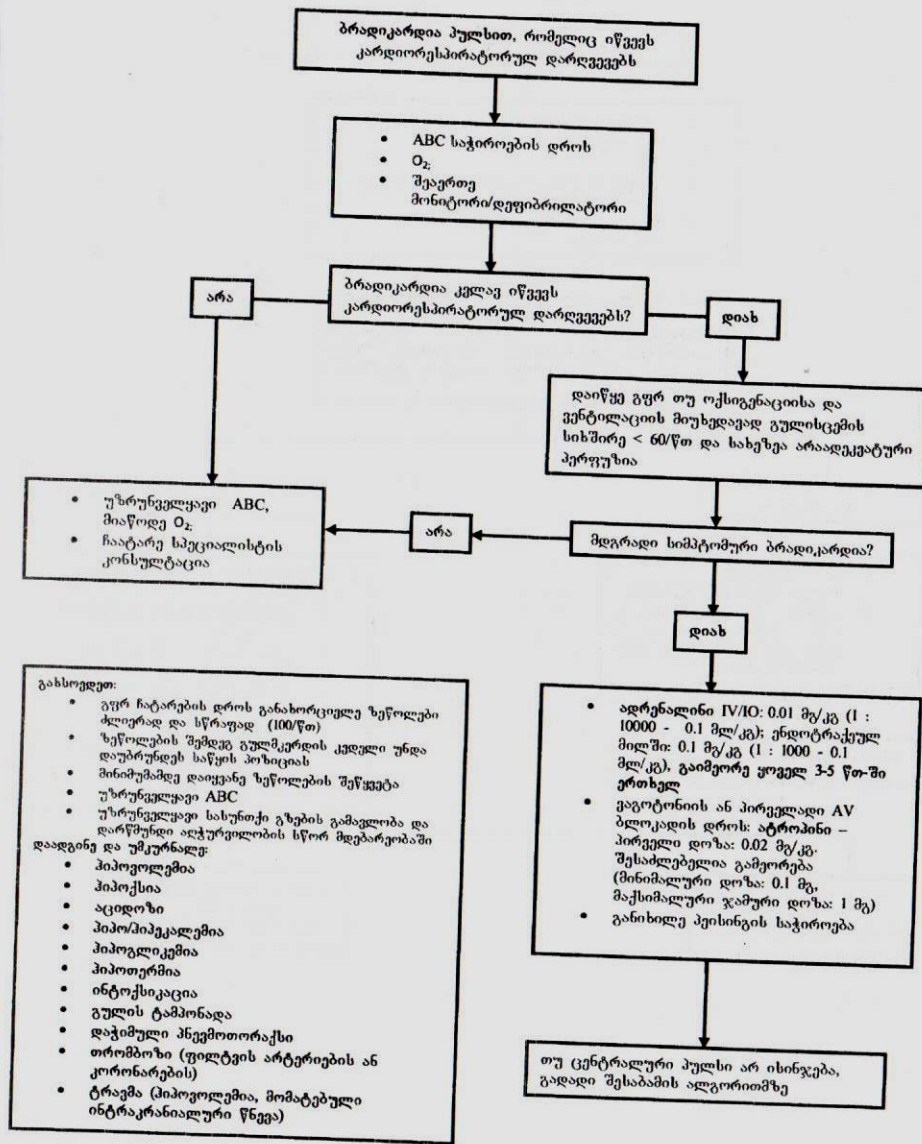 ბრადიკარდია პულსით, რომელიც იწვევს
კარდიორესპირატორულ დარღვევებს
• ABC საჭიროების დროს
• O₂;
• შეაერთე
მონიტორი/დეფიბრილატორი
არა
ბრადიკარდია კვლავ იწვევს
კარდიორესპირატორულ დარღვევებს?
დიახ
დაიწყე გფრ თუ ოქსიგენაციისა და
ვენტილაციის მიუხედავად გულისცემის
სიხშირე < 60/წთ და სახეზეა არაადეკვატური
პერფუზია
• უზრუნველყავი ABC,
მიაწოდე O₂;
• ჩაატარე სპეციალისტის
კონსულტაცია
არა
მდგრადი სიმპტომური ბრადიკარდია?
დიახ
გახსოვდეთ:
• გფრ ჩატარების დროს განახორციელე ზეწოლები
ძლიერად და სწრაფად (100/წთ)
• ზეწოლების შემდეგ გულმკერდის კედელი უნდა
დაუბრუნდეს საწყის პოზიციას
• მინიმუმამდე დაიყვანე ზეწოლების შეწყვეტა
• უზრუნველყავი ABC
• უზრუნველყავი სასუნთქი გზების გამავლობა და
დარწმუნდი აღჭურვილობის სწორ მდებარეობაში
დაადგინე და უმკურნალე:
• ჰიპოვოლემია
• ჰიპოქსია
• აციდოზი
• ჰიპო/ჰიპეკალემია
• ჰიპოგლიკემია
• ჰიპოთერმია
• ინტოქსიკაცია
• გულის ტამპონადა
• დაჭიმული პნევმოთორაქსი
• თრომბოზი (ფილტვის არტერიების ან
კორონარების)
• ტრავმა (ჰიპოვოლემია, მომატებული
ინტრაკრანიალური წნევა)
• ადრენალინი IV/IO: 0.01 მგ/კგ (1 :
10000 - 0.1 მლ/კგ); ენდოტრაქეულ
მილში: 0.1 მგ/კგ (1 : 1000 - 0.1
მლ/კგ), გაიმეორე ყოველ 3-5 წთ-ში
ერთხელ
• ვაგოტონიის ან პირველადი AV
ბლოკადის დროს: ატროპინი –
პირველი დოზა: 0.02 მგ/კგ.
შესაძლებელია გამეორება
(მინიმალური დოზა: 0.1 მგ,
მაქსიმალური ჯამური დოზა: 1 მგ)
• განიხილე პეისინგის საჭიროება
თუ ცენტრალური პულსი არ ისინჯება,
გადადი შესაბამის ალგორითმზე